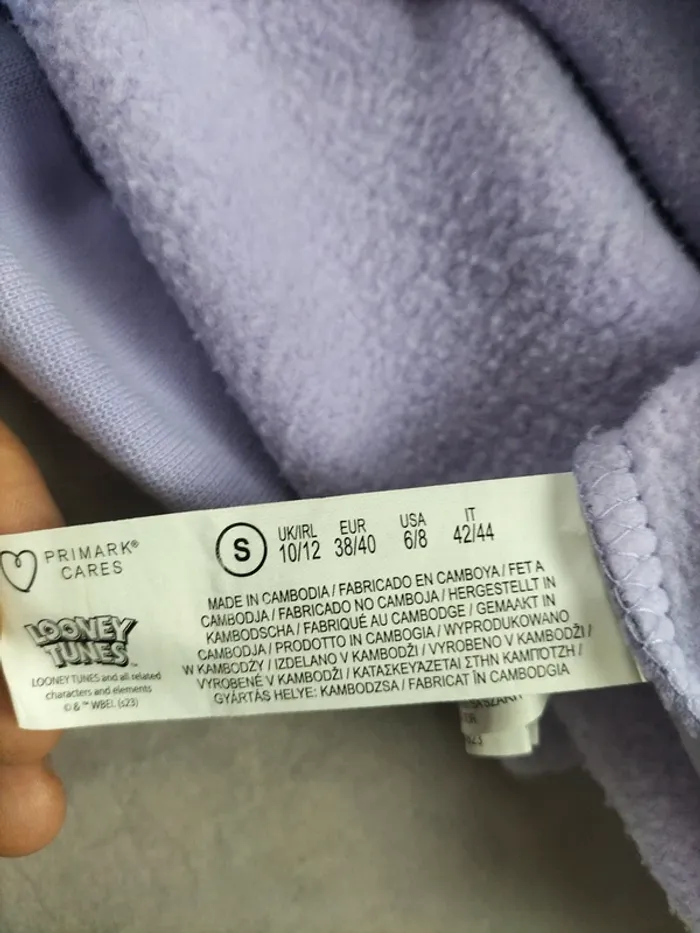 PRIMARK®
CARES
LOONEY
TUNES™
LOONEY TUNES and all related
characters and elements
© & ™ WBEI. (s23)
S
UK/IRL EUR USA IT
10/12 38/40 6/8 42/44
MADE IN CAMBODIA / FABRICADO EN CAMBOYA / FET A
CAMBODJA / FABRICADO NO CAMBOJA / HERGESTELLT IN
KAMBODSCHA / FABRIQUÉ AU CAMBODGE / GEMAAKT IN
CAMBODJA / PRODOTTO IN CAMBOGIA / WYPRODUKOWANO
W KAMBODŻY / IZDELANO V KAMBODŽI / VYROBENO V KAMBODŽI /
VYROBENÉ V KAMBODŽI / ΚΑΤΑΣΚΕΥΑΖΕΤΑΙ ΣΤΗΝ ΚΑΜΠΟΤΖΗ /
GYÁRTÁS HELYE: KAMBODZSA / FABRICAT ÎN CAMBODGIA